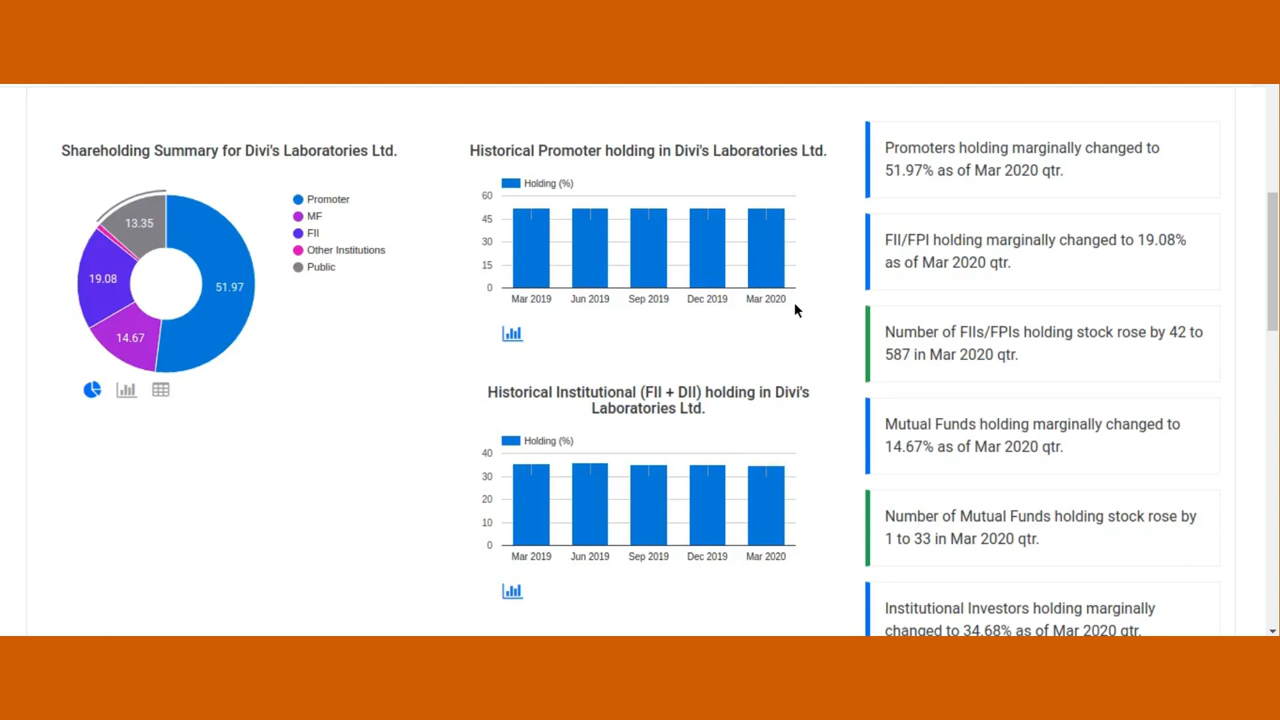 Shareholding Summary for Divi's Laboratories Ltd.
13.35
19.08
51.97
14.67
Promoter
MF
FII
Other Institutions
Public
Historical Promoter holding in Divi's Laboratories Ltd.
Holding (%)
60
45
30
15
0
Mar 2019 Jun 2019 Sep 2019 Dec 2019 Mar 2020
Historical Institutional (FII + DII) holding in Divi's
Laboratories Ltd.
Holding (%)
40
30
20
10
0
Mar 2019 Jun 2019 Sep 2019 Dec 2019 Mar 2020
Promoters holding marginally changed to
51.97% as of Mar 2020 qtr.
FII/FPI holding marginally changed to 19.08%
as of Mar 2020 qtr.
Number of FIIs/FPIs holding stock rose by 42 to
587 in Mar 2020 qtr.
Mutual Funds holding marginally changed to
14.67% as of Mar 2020 qtr.
Number of Mutual Funds holding stock rose by
1 to 33 in Mar 2020 qtr.
Institutional Investors holding marginally
changed to 34.68% as of Mar 2020 qtr.